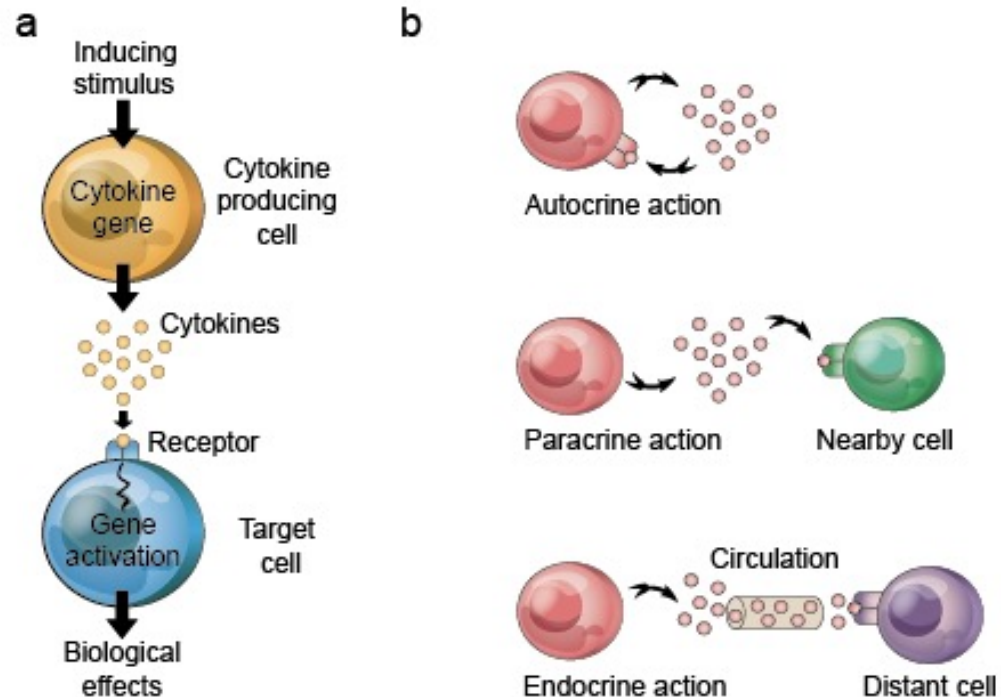 a
Inducing
stimulus
Cytokine
gene
Cytokine
producing
cell
Cytokines
Receptor
Gene
activation
Target
cell
Biological
effects
b
Autocrine action
Paracrine action
Nearby cell
Circulation
Endocrine action
Distant cell